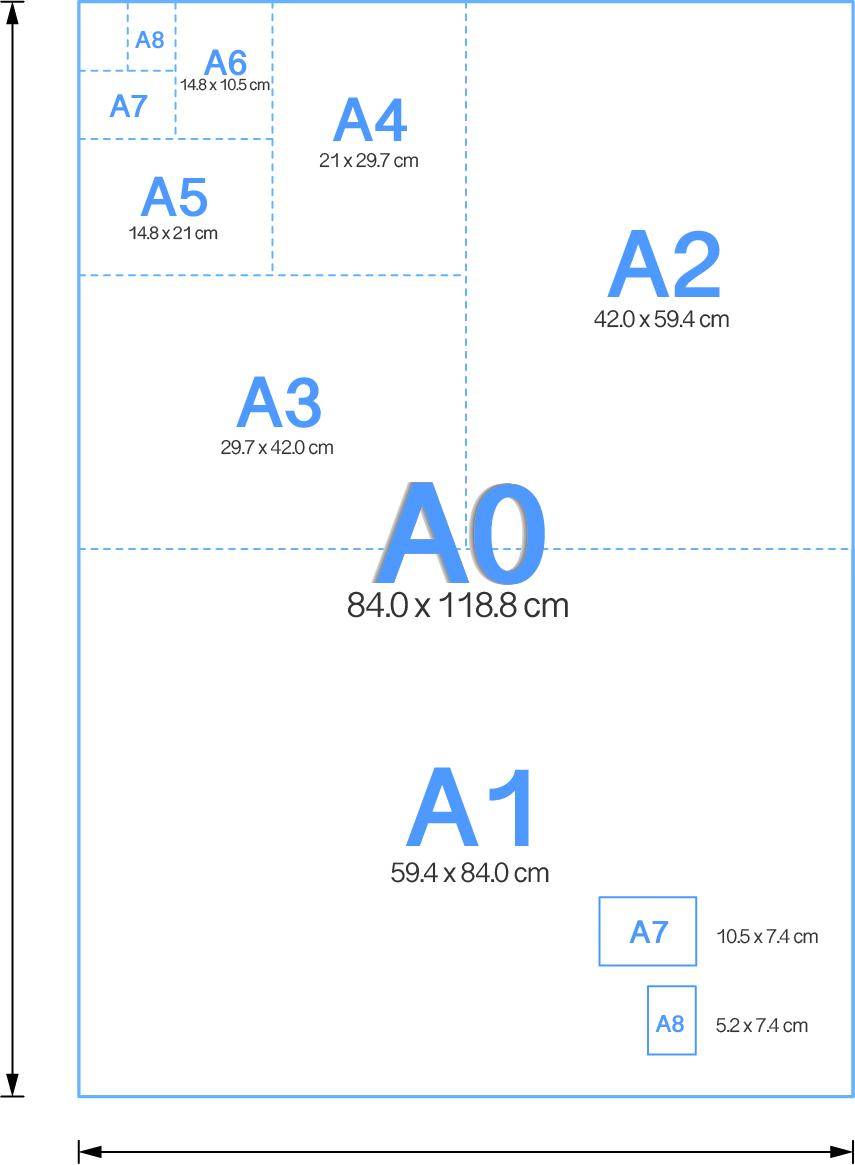 A8
A6
14.8 x 10.5 cm
A7
A4
21 x 29.7 cm
A5
14.8 x 21 cm
A2
42.0 x 59.4 cm
A3
29.7 x 42.0 cm
A0
84.0 x 118.8 cm
A1
59.4 x 84.0 cm
A7
10.5 x 7.4 cm
A8
5.2 x 7.4 cm